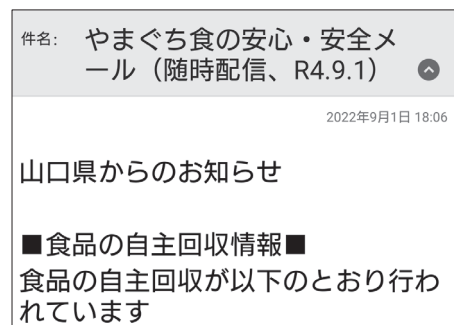 件名: やまぐち食の安心・安全メ
ール（随時配信、R4.9.1）
2022年9月1日 18:06
山口県からのお知らせ
■食品の自主回収情報■
食品の自主回収が以下のとおり行わ
れています